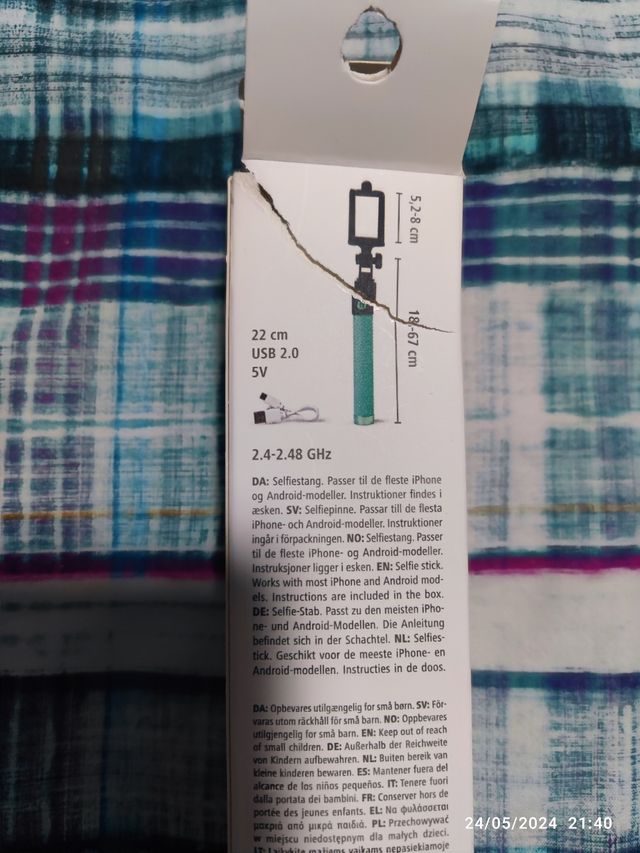 5,2-8 cm
18,-67 cm
22 cm
USB 2.0
5V
2.4-2.48 GHz
DA: Selfiestang. Passer til de fleste iPhone
og Android-modeller. Instruktioner findes i
æsken. SV: Selfiepinne. Passar till de flesta
iPhone- och Android-modeller. Instruktioner
ingår i förpackningen. NO: Selfiestang. Passer
til de fleste iPhone- og Android-modeller.
Instruksjoner ligger i esken. EN: Selfie stick.
Works with most iPhone and Android mod-
els. Instructions are included in the box.
DE: Selfie-Stab. Passt zu den meisten iPho-
ne- und Android-Modellen. Die Anleitung
befindet sich in der Schachtel. NL: Selfies-
tick. Geschikt voor de meeste iPhone- en
Android-modellen. Instructies in de doos.
DA: Opbevares utilgængelig for små børn. SV: För-
varas utom räckhåll för små barn. NO: Oppbevares
utilgjengelig for små barn. EN: Keep out of reach
of small children. DE: Außerhalb der Reichweite
von Kindern aufbewahren. NL: Buiten bereik van
kleine kinderen bewaren. ES: Mantener fuera del
alcance de los niños pequeños. IT: Tenere fuori
dalla portata dei bambini. FR: Conserver hors de
portée des jeunes enfants. EL: Να φυλάσσεται
μακριά από μικρά παιδιά. PL: Przechowywać
w miejscu niedostępnym dla małych dzieci.
LT: Laikykite mažiems vaikams nepasiekiamoje
24/05/2024 21:40